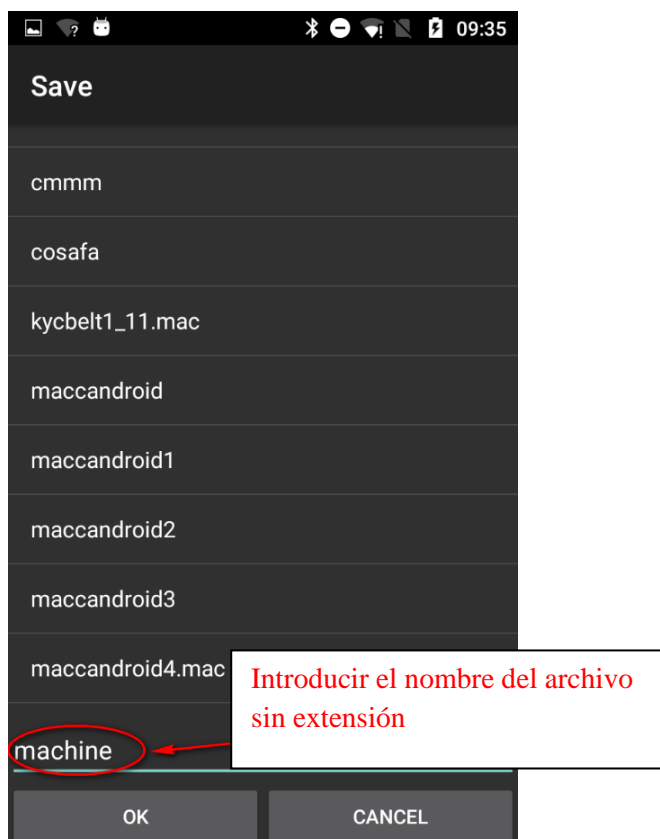 09:35
Save
cmmm
cosafa
kycbelt1_11.mac
maccandroid
maccandroid1
maccandroid2
maccandroid3
maccandroid4.mac
Introducir el nombre del archivo
sin extensión
machine
OK
CANCEL